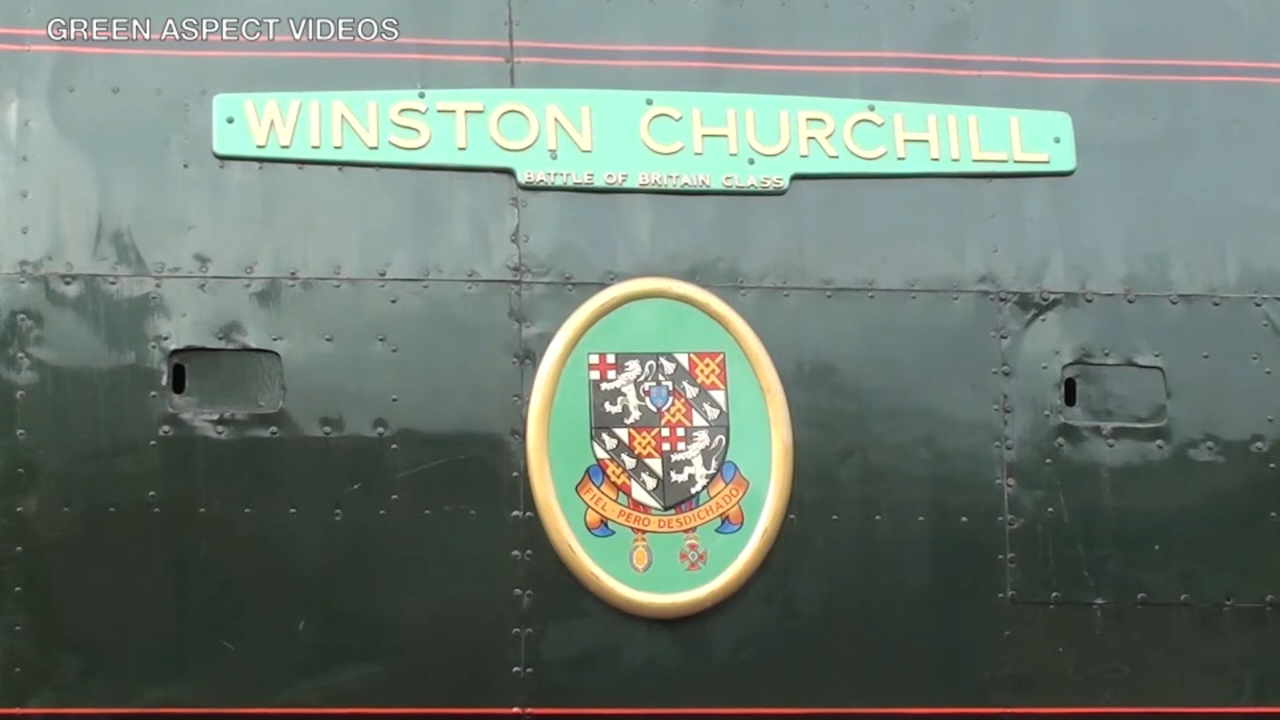 GREEN ASPECT VIDEOS
WINSTON CHURCHILL
BATTLE OF BRITAIN CLASS
FIEL · PERO · DESDICHADO